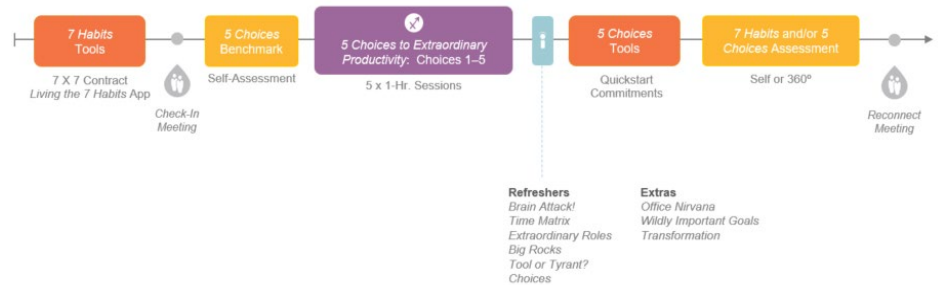 7 Habits
Tools
7 X 7 Contract
Living the 7 Habits App
Check-In
Meeting
5 Choices
Benchmark
Self-Assessment
5 Choices to Extraordinary
Productivity: Choices 1–5
5 x 1-Hr. Sessions
5 Choices
Tools
Quickstart
Commitments
7 Habits and/or 5
Choices Assessment
Self or 360º
Reconnect
Meeting
Refreshers
Brain Attack!
Time Matrix
Extraordinary Roles
Big Rocks
Tool or Tyrant?
Choices
Extras
Office Nirvana
Wildly Important Goals
Transformation